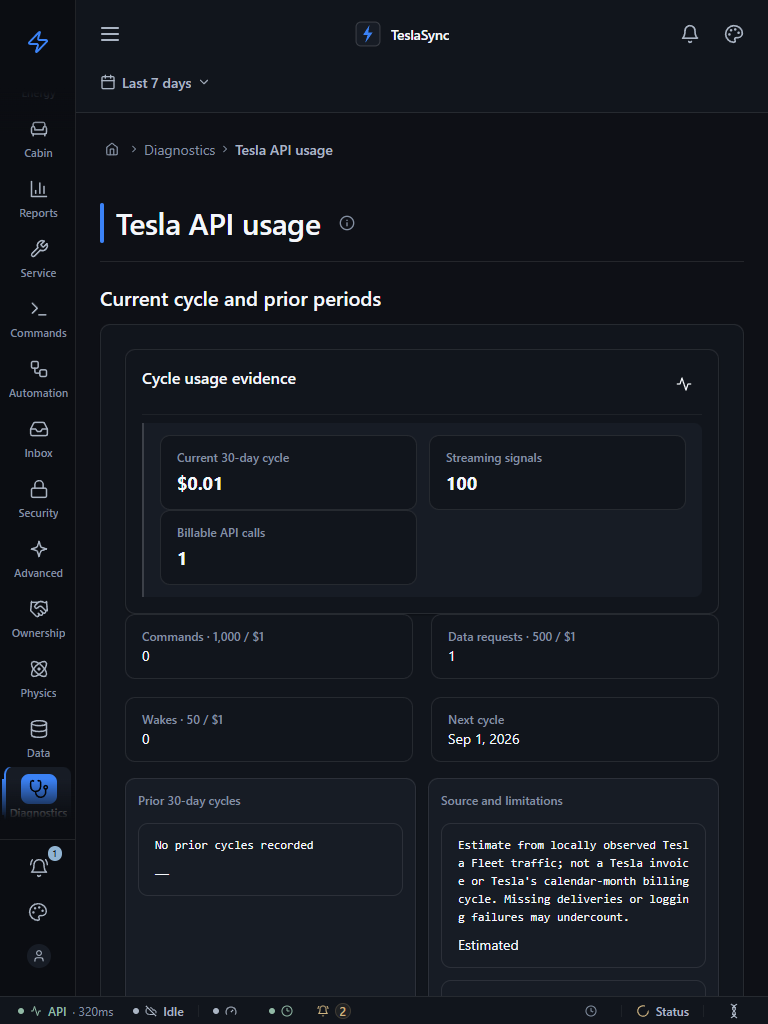 TeslaSync
Last 7 days
Energy
Cabin
Reports
Service
Commands
Automation
Inbox
Security
Advanced
Ownership
Physics
Data
Diagnostics
1
Diagnostics
Tesla API usage
Tesla API usage
Current cycle and prior periods
Cycle usage evidence
Current 30-day cycle
$0.01
Streaming signals
100
Billable API calls
1
Commands · 1,000 / $1
0
Data requests · 500 / $1
1
Wakes · 50 / $1
0
Next cycle
Sep 1, 2026
Prior 30-day cycles
No prior cycles recorded
—
Source and limitations
Estimate from locally observed Tesl
a Fleet traffic; not a Tesla invoic
e or Tesla's calendar-month billing
cycle. Missing deliveries or loggin
g failures may undercount.
Estimated
API · 320ms
Idle
2
Status